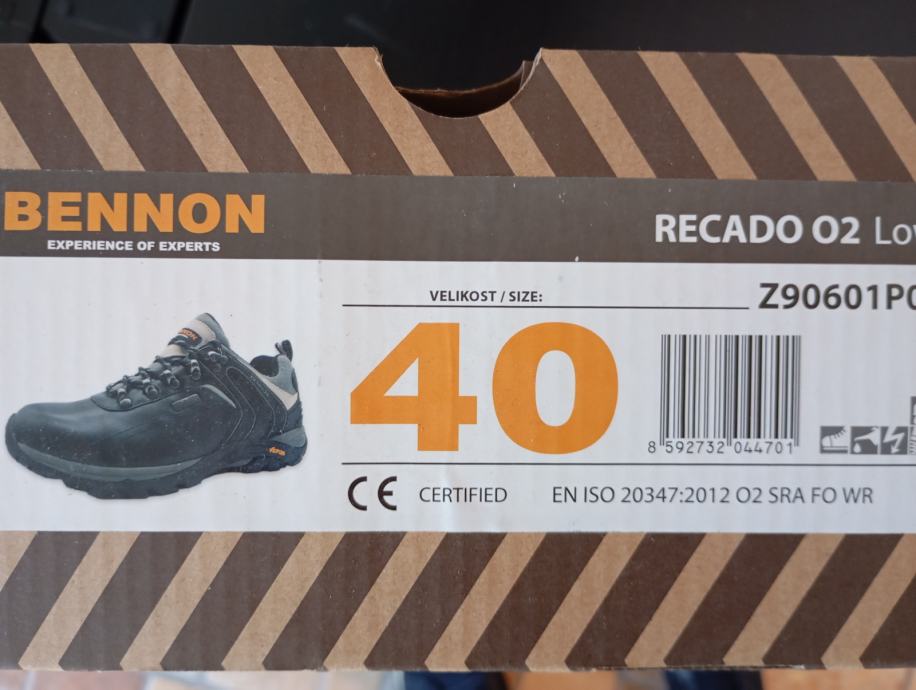 BENNON
EXPERIENCE OF EXPERTS
RECADO O2
VELIKOST / SIZE:
40
8 592732 044701
CE CERTIFIED
EN ISO 20347:2012 O2 SRA FO WR